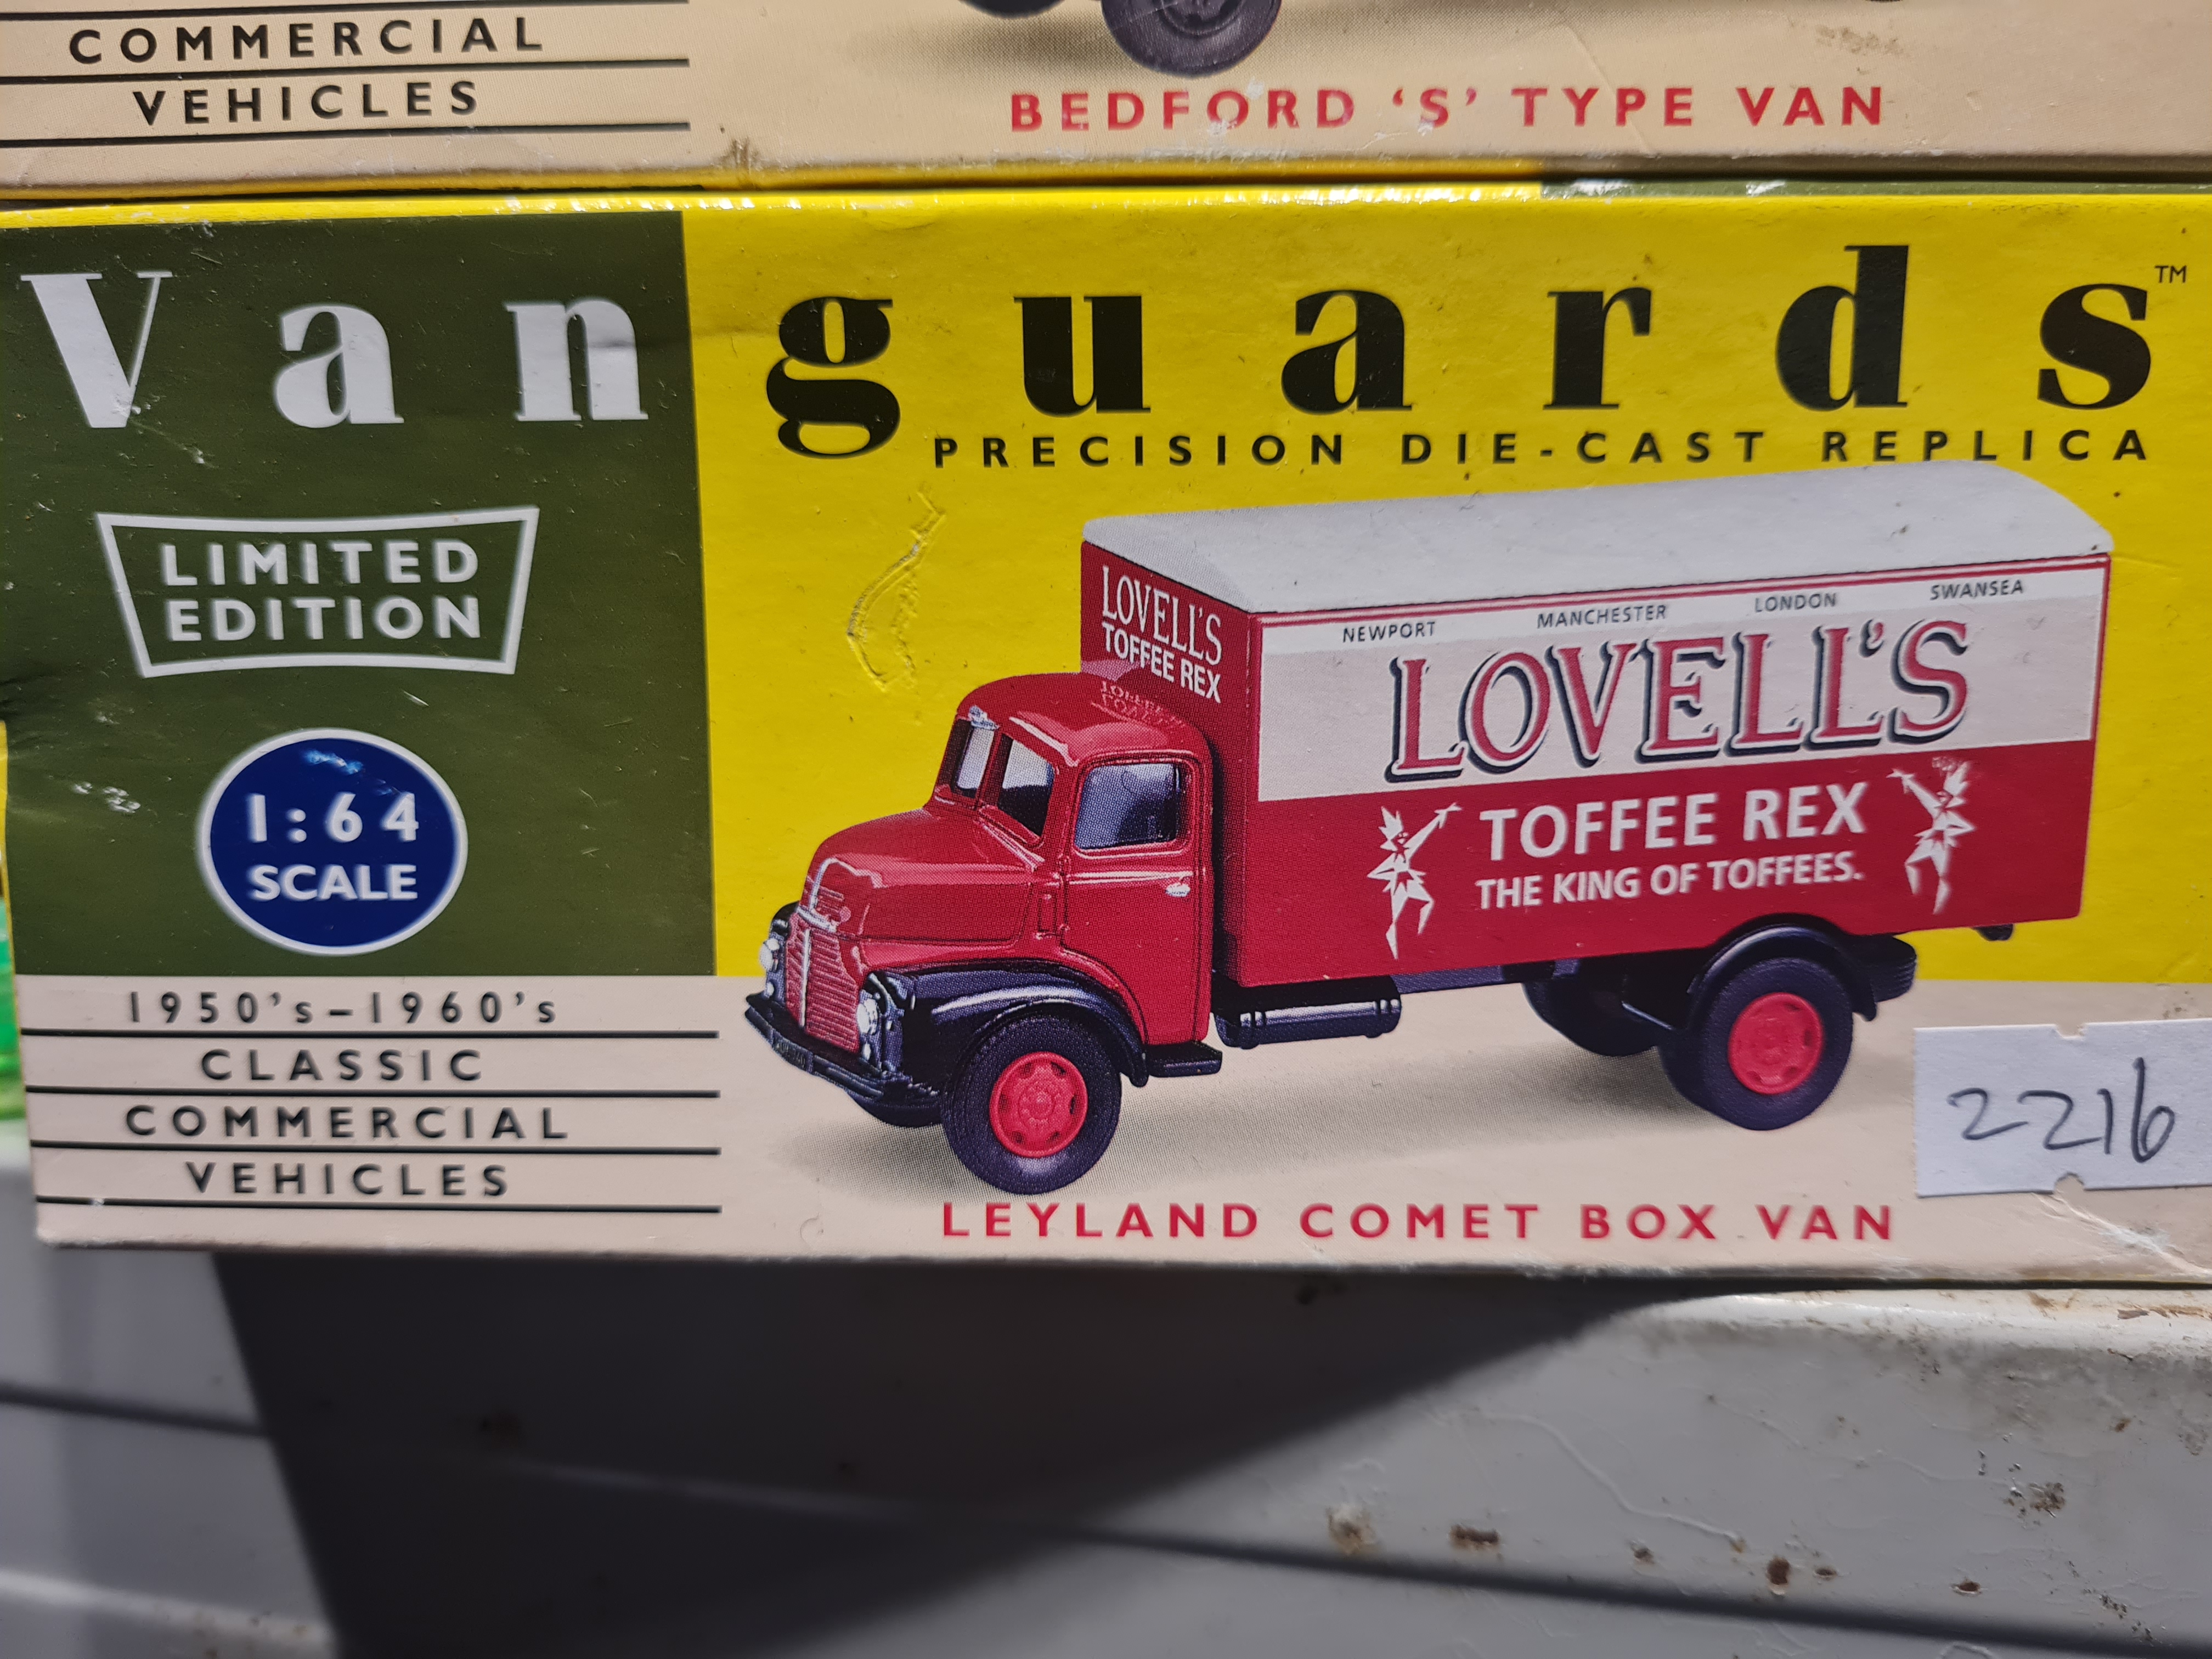 COMMERCIAL
VEHICLES
BEDFORD ‘S’ TYPE VAN
Vanguards™
PRECISION DIE-CAST REPLICA
LIMITED
EDITION
1:64
SCALE
1950's–1960's
CLASSIC
COMMERCIAL
VEHICLES
LOVELL'S
TOFFEE REX
NEWPORT MANCHESTER LONDON SWANSEA
LOVELL'S
TOFFEE REX
THE KING OF TOFFEES.
2216
LEYLAND COMET BOX VAN